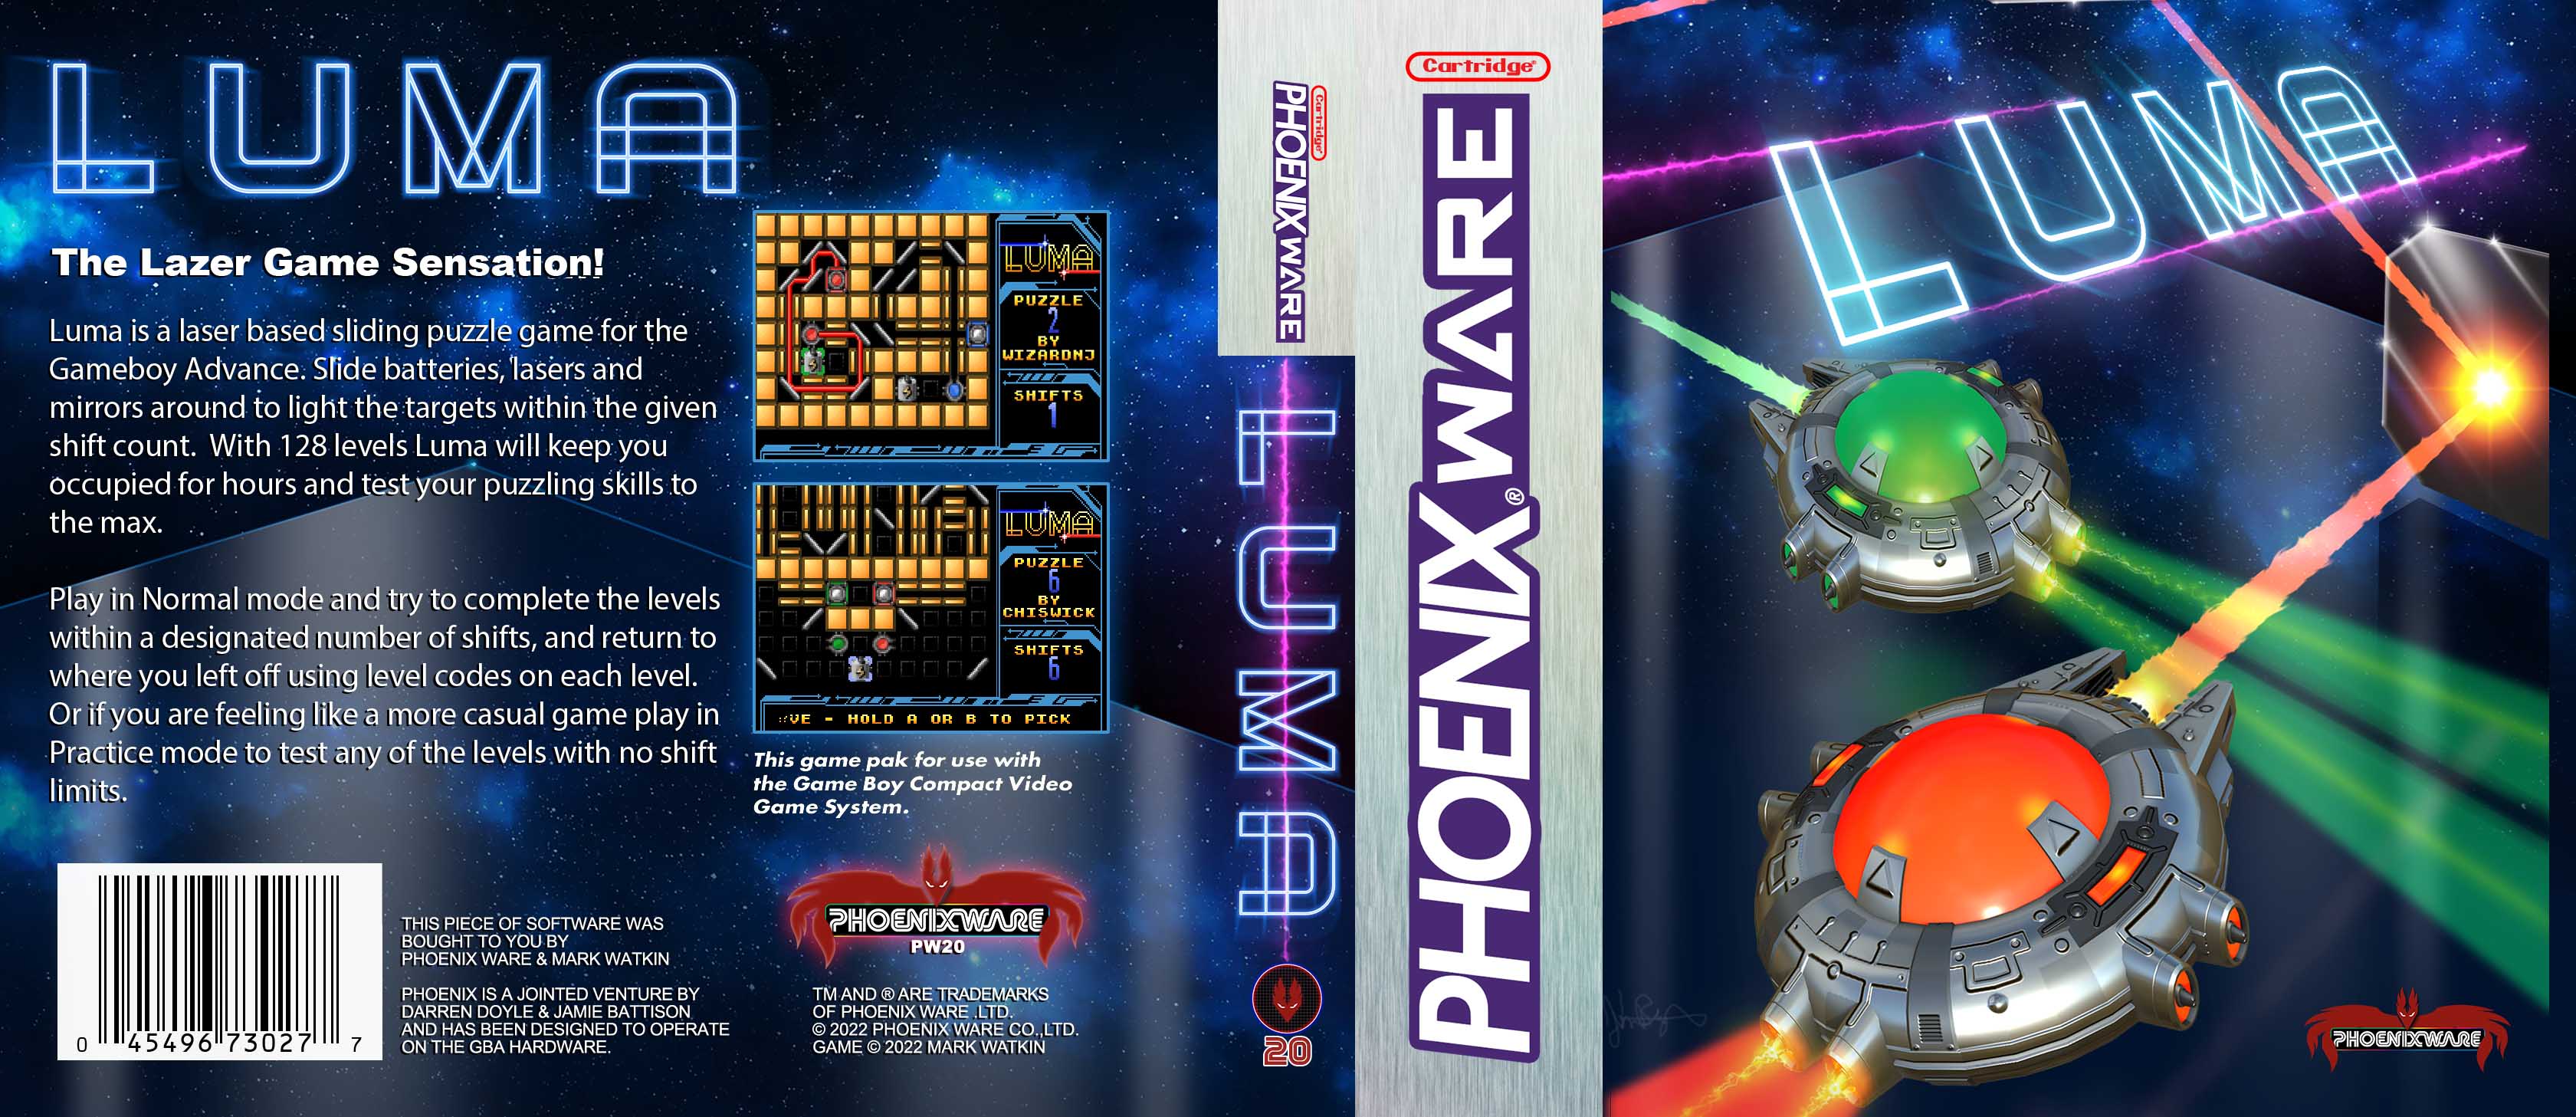 LUMA
The Lazer Game Sensation!
Luma is a laser based sliding puzzle game for the
Gameboy Advance. Slide batteries, lasers and
mirrors around to light the targets within the given
shift count.  With 128 levels Luma will keep you
occupied for hours and test your puzzling skills to
the max.
Play in Normal mode and try to complete the levels
within a designated number of shifts, and return to
where you left off using level codes on each level.
Or if you are feeling like a more casual game play in
Practice mode to test any of the levels with no shift
limits.
LUMA
PUZZLE
2
BY
WIZARDNJ
SHIFTS
1
LUMA
PUZZLE
6
BY
CHISWICK
SHIFTS
6
VE - HOLD A OR B TO PICK
This game pak for use with
the Game Boy Compact Video
Game System.
0 45496 73027 7
THIS PIECE OF SOFTWARE WAS
BOUGHT TO YOU BY
PHOENIX WARE & MARK WATKIN
PHOENIX IS A JOINTED VENTURE BY
DARREN DOYLE & JAMIE BATTISON
AND HAS BEEN DESIGNED TO OPERATE
ON THE GBA HARDWARE.
PHOENIXWARE
PW20
TM AND ® ARE TRADEMARKS
OF PHOENIX WARE .LTD.
© 2022 PHOENIX WARE CO.,LTD.
GAME © 2022 MARK WATKIN
Cartridge®
PHOENIXWARE
LUMA
20
Cartridge®
PHOENIX®WARE
LUMA
PHOENIXWARE